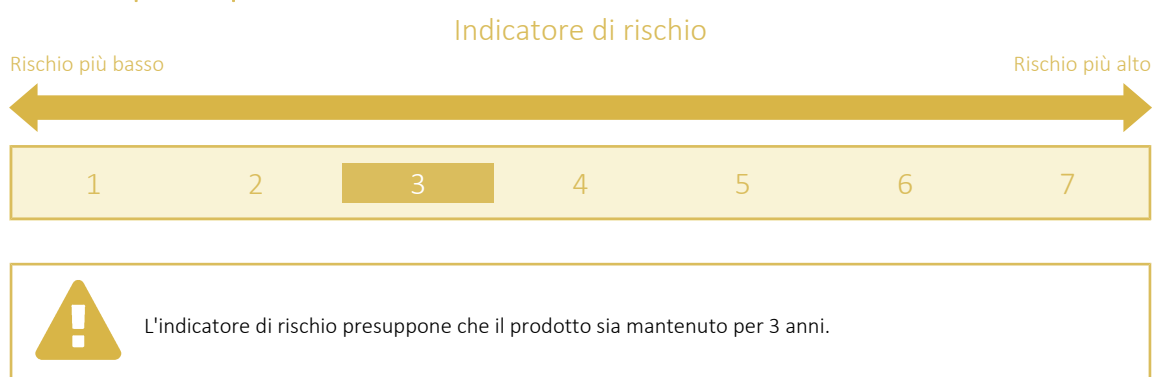 Indicatore di rischio
Rischio più basso Rischio più alto
1 2 3 4 5 6 7
L'indicatore di rischio presuppone che il prodotto sia mantenuto per 3 anni.